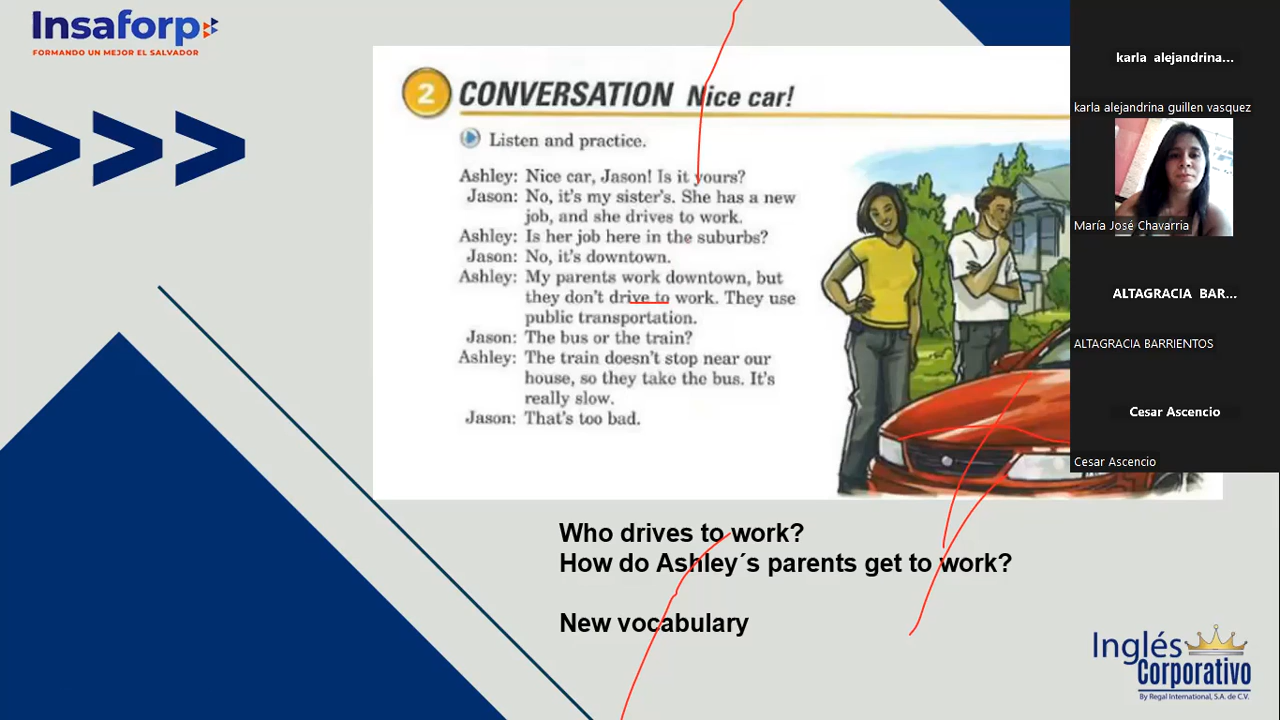 Insaforp
FORMANDO UN MEJOR EL SALVADOR
2 CONVERSATION Nice car!
Listen and practice.
Ashley: Nice car, Jason! Is it yours?
Jason: No, it's my sister's. She has a new
job, and she drives to work.
Ashley: Is her job here in the suburbs?
Jason: No, it's downtown.
Ashley: My parents work downtown, but
they don't drive to work. They use
public transportation.
Jason: The bus or the train?
Ashley: The train doesn't stop near our
house, so they take the bus. It's
really slow.
Jason: That's too bad.
Who drives to work?
How do Ashley´s parents get to work?
New vocabulary
karla alejandrina...
karla alejandrina guillen vasquez
María José Chavarria
ALTAGRACIA BAR...
ALTAGRACIA BARRIENTOS
Cesar Ascencio
Cesar Ascencio
Inglés
Corporativo
By Regal International, S.A. de C.V.